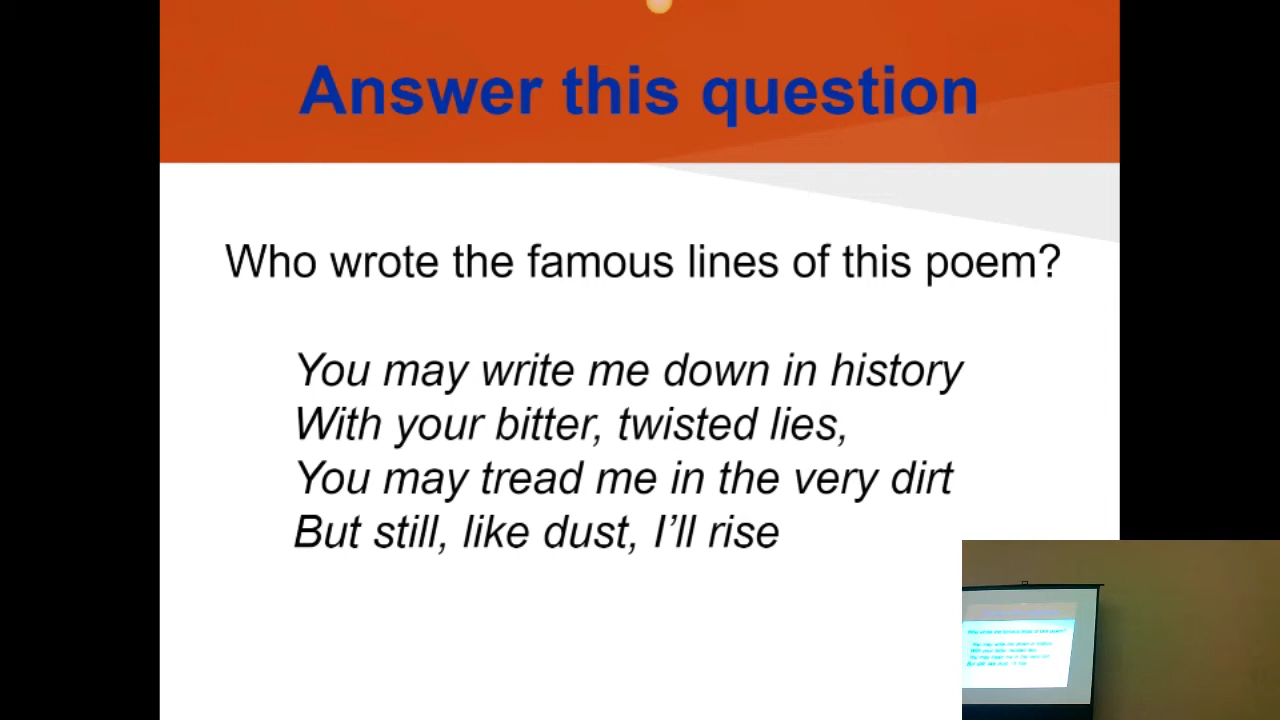 Answer this question
Who wrote the famous lines of this poem?
You may write me down in history
With your bitter, twisted lies,
You may tread me in the very dirt
But still, like dust, I’ll rise